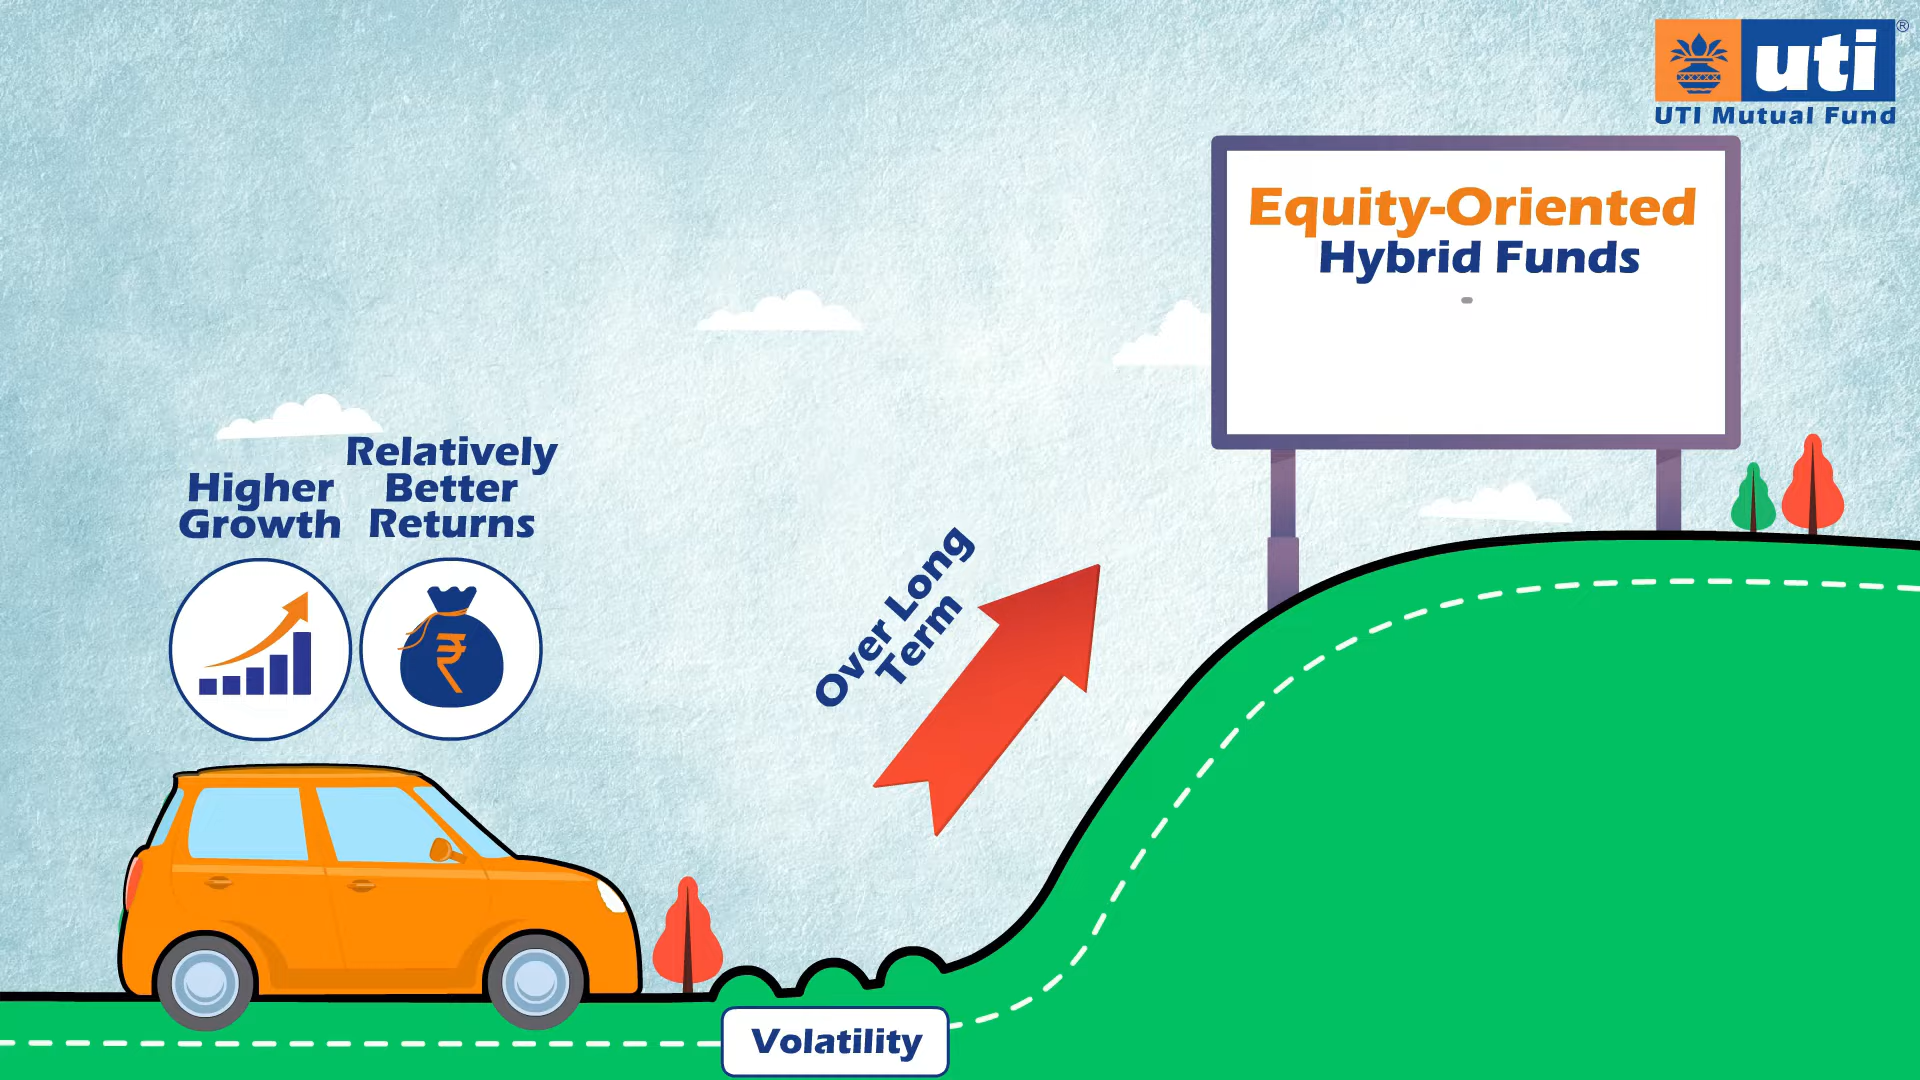 uti ®
UTI Mutual Fund
Equity-Oriented
Hybrid Funds
Higher
Growth
Relatively
Better
Returns
₹
Over Long
Term
Volatility